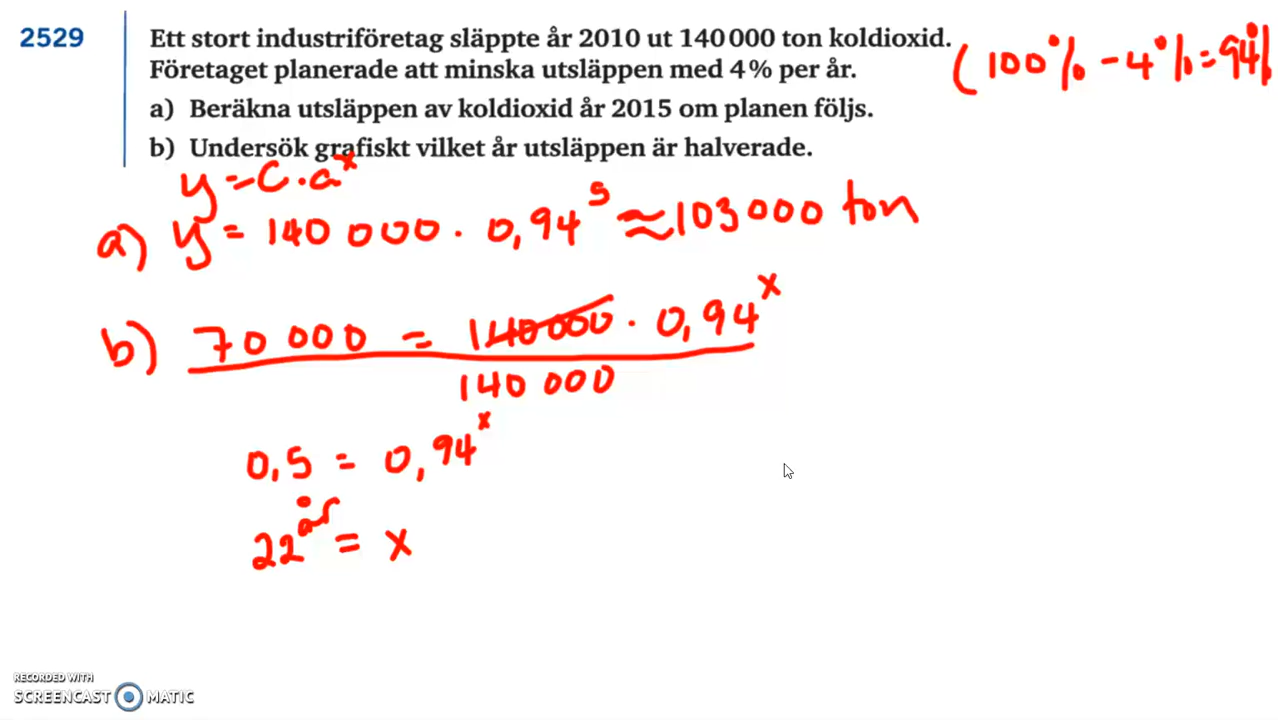 2529 Ett stort industriföretag släppte år 2010 ut 140 000 ton koldioxid.
(100% - 4% = 94%
Företaget planerade att minska utsläppen med 4 % per år.
a) Beräkna utsläppen av koldioxid år 2015 om planen följs.
b) Undersök grafiskt vilket år utsläppen är halverade.
y = C · a^x
a) y = 140 000 · 0,94^5 ≈ 103000 ton
b) 70 000 = 140 000 · 0,94^x
140 000
0,5 = 0,94^x
22 år = x
RECORDED WITH
SCREENCAST MATIC